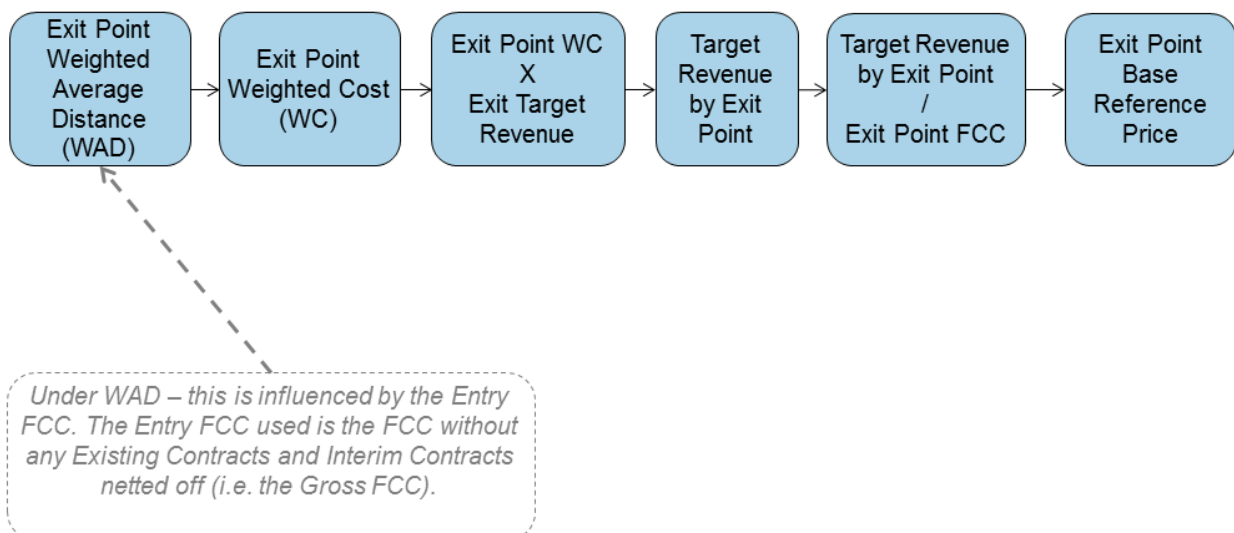 Exit Point
Weighted
Average
Distance
(WAD)
Exit Point
Weighted Cost
(WC)
Exit Point WC
X
Exit Target
Revenue
Target
Revenue
by Exit
Point
Target Revenue
by Exit Point
/
Exit Point FCC
Exit Point
Base
Reference
Price
Under WAD – this is influenced by the Entry
FCC. The Entry FCC used is the FCC without
any Existing Contracts and Interim Contracts
netted off (i.e. the Gross FCC).